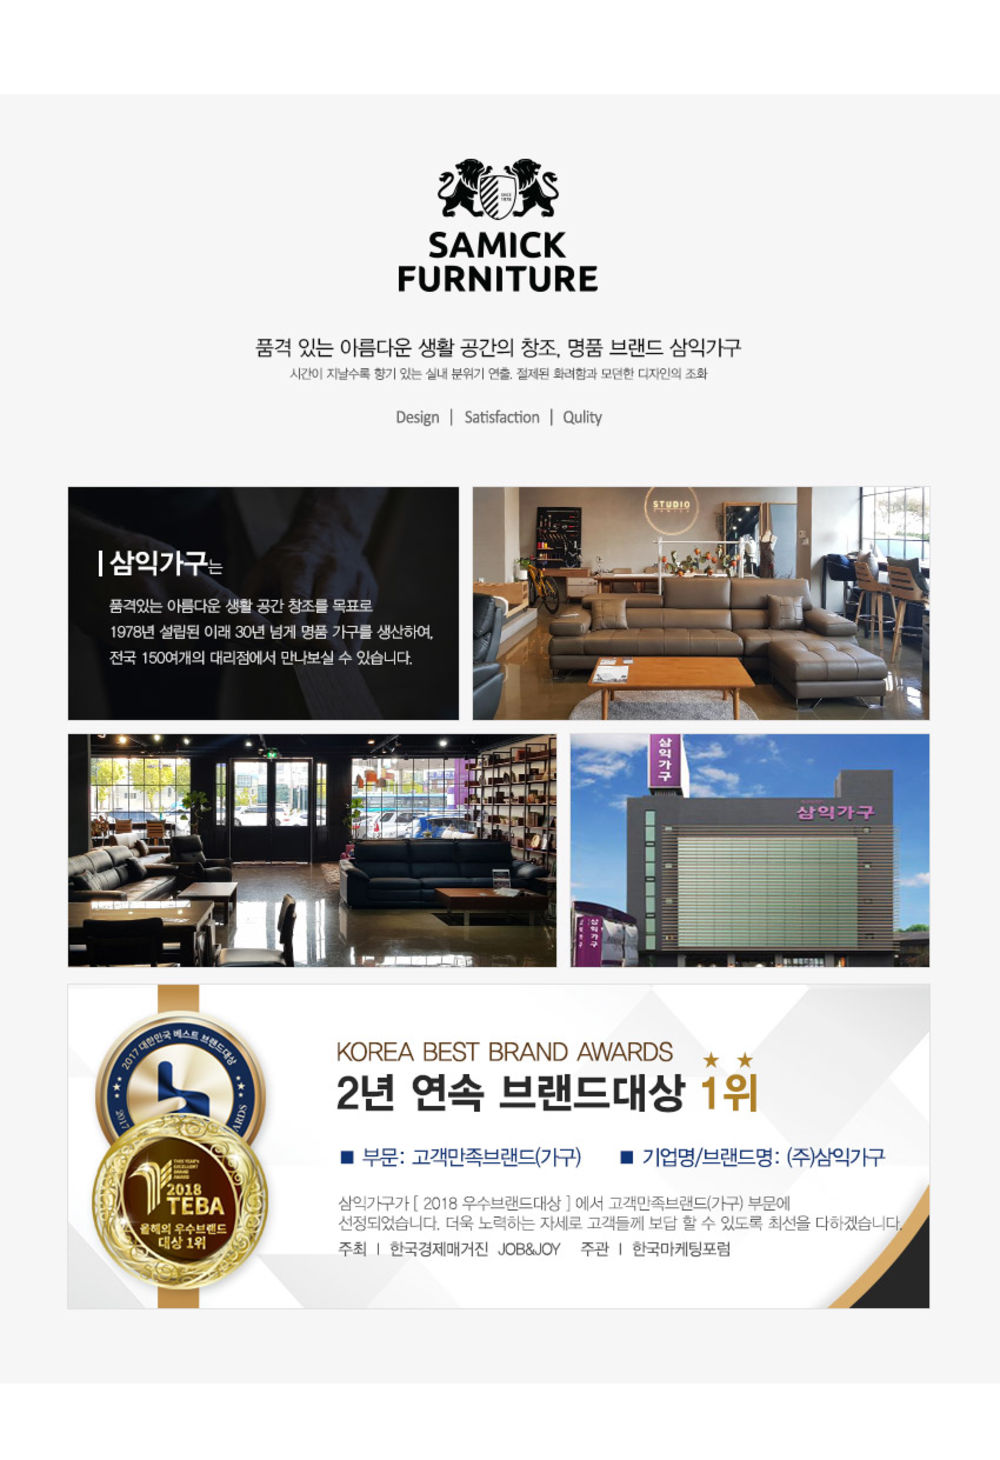 SAMICK
FURNITURE
품격 있는 아름다운 생활 공간의 창조, 명품 브랜드 삼익가구
시간이 지날수록 향기 있는 실내 분위기 연출, 절제된 화려함과 모던한 디자인의 조화
Design | Satisfaction | Qulity
삼익가구는
품격있는 아름다운 생활 공간 창조를 목표로
1978년 설립된 이래 30년 넘게 명품 가구를 생산하여,
전국 150여개의 대리점에서 만나보실 수 있습니다.
STUDIO
삼익가구
삼익가구
삼익가구
2017 대한민국 베스트 브랜드대상
THIS YEAR's
EXCELLENT
BRAND
AWARD
2018
TEBA
올해의 우수브랜드
대상 1위
KOREA BEST BRAND AWARDS
2년 연속 브랜드대상 1위
■ 부문: 고객만족브랜드(가구) ■ 기업명/브랜드명: (주)삼익가구
삼익가구가 [ 2018 우수브랜드대상 ] 에서 고객만족브랜드(가구) 부문에
선정되었습니다. 더욱 노력하는 자세로 고객들께 보답 할 수 있도록 최선을 다하겠습니다.
주최 | 한국경제매거진 JOB&JOY 주관 | 한국마케팅포럼